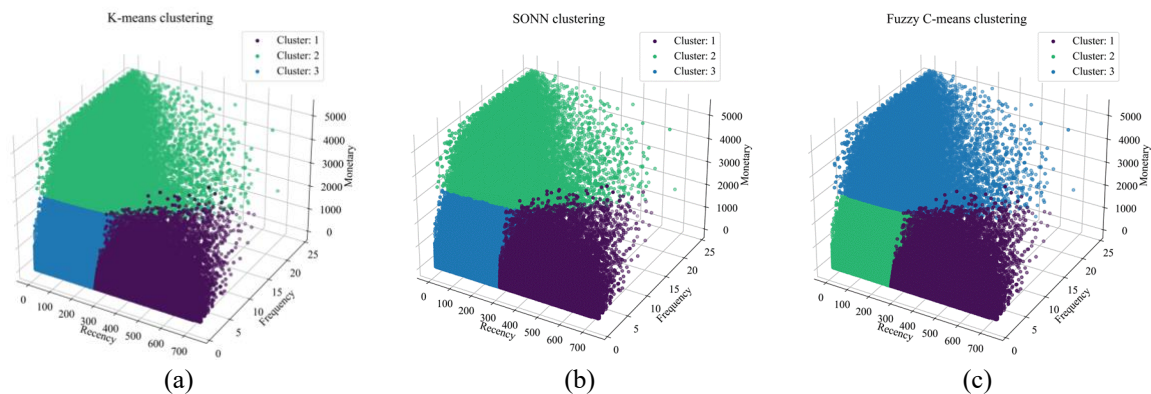 K-means clustering
Cluster: 1
Cluster: 2
Cluster: 3
5000
4000
3000
2000
1000
0
Monetary
25
20
15
10
5
0
Frequency
0
100
200
300
400
500
600
700
Recency
(a)
SONN clustering
Cluster: 1
Cluster: 2
Cluster: 3
5000
4000
3000
2000
1000
0
Monetary
25
20
15
10
5
0
Frequency
0
100
200
300
400
500
600
700
Recency
(b)
Fuzzy C-means clustering
Cluster: 1
Cluster: 2
Cluster: 3
5000
4000
3000
2000
1000
0
Monetary
25
20
15
10
5
0
Frequency
0
100
200
300
400
500
600
700
Recency
(c)